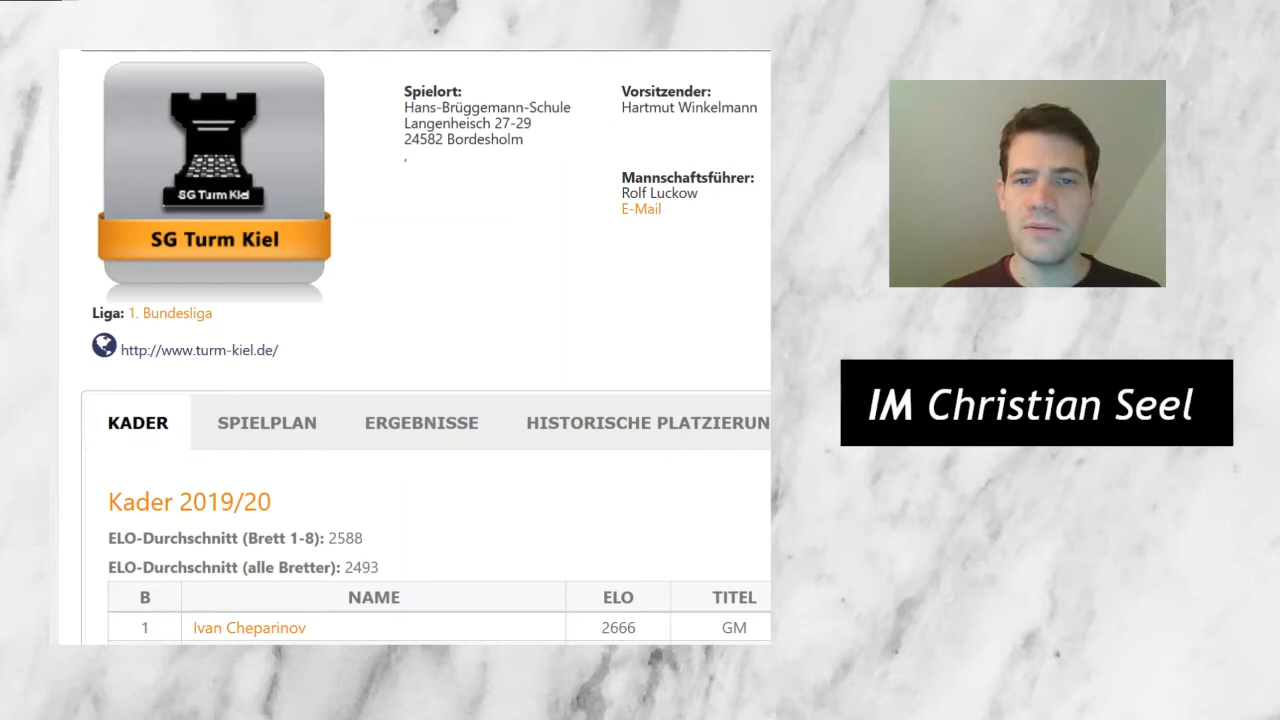 SG Turm Kiel
SG Turm Kiel
Liga: 1. Bundesliga
http://www.turm-kiel.de/
Spielort:
Hans-Brüggemann-Schule
Langenheisch 27-29
24582 Bordesholm
,
Vorsitzender:
Hartmut Winkelmann
Mannschaftsführer:
Rolf Luckow
E-Mail
KADER SPIELPLAN ERGEBNISSE HISTORISCHE PLATZIERUN
Kader 2019/20
ELO-Durchschnitt (Brett 1-8): 2588
ELO-Durchschnitt (alle Bretter): 2493
B NAME ELO TITEL
1 Ivan Cheparinov 2666 GM
IM Christian Seel